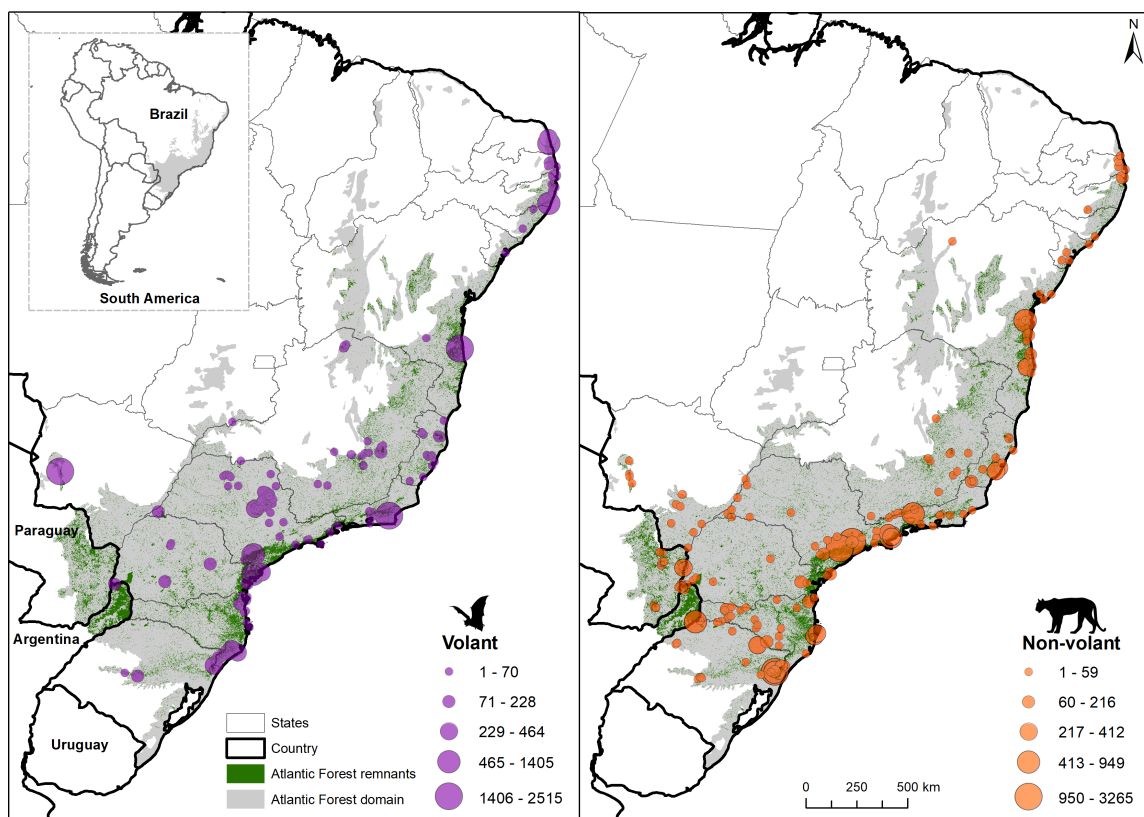 Brazil
South America
Paraguay
Argentina
Uruguay
States
Country
Atlantic Forest remnants
Atlantic Forest domain
Volant
1 - 70
71 - 228
229 - 464
465 - 1405
1406 - 2515
N
Non-volant
1 - 59
60 - 216
217 - 412
413 - 949
950 - 3265
0 250 500 km